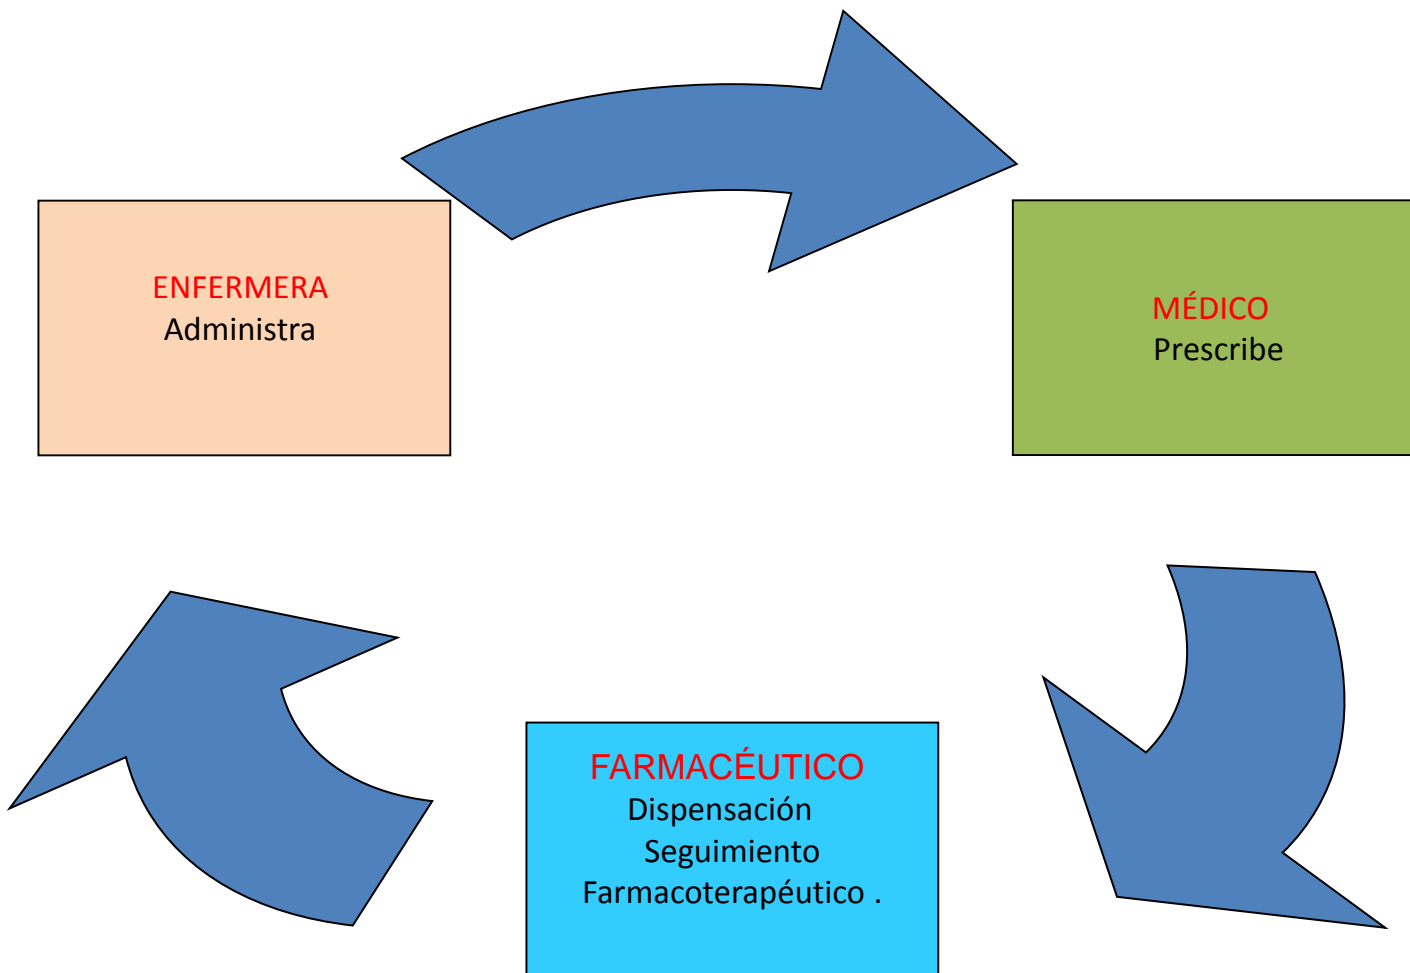 ENFERMERA
Administra
MÉDICO
Prescribe
FARMACÉUTICO
Dispensación
Seguimiento
Farmacoterapéutico .